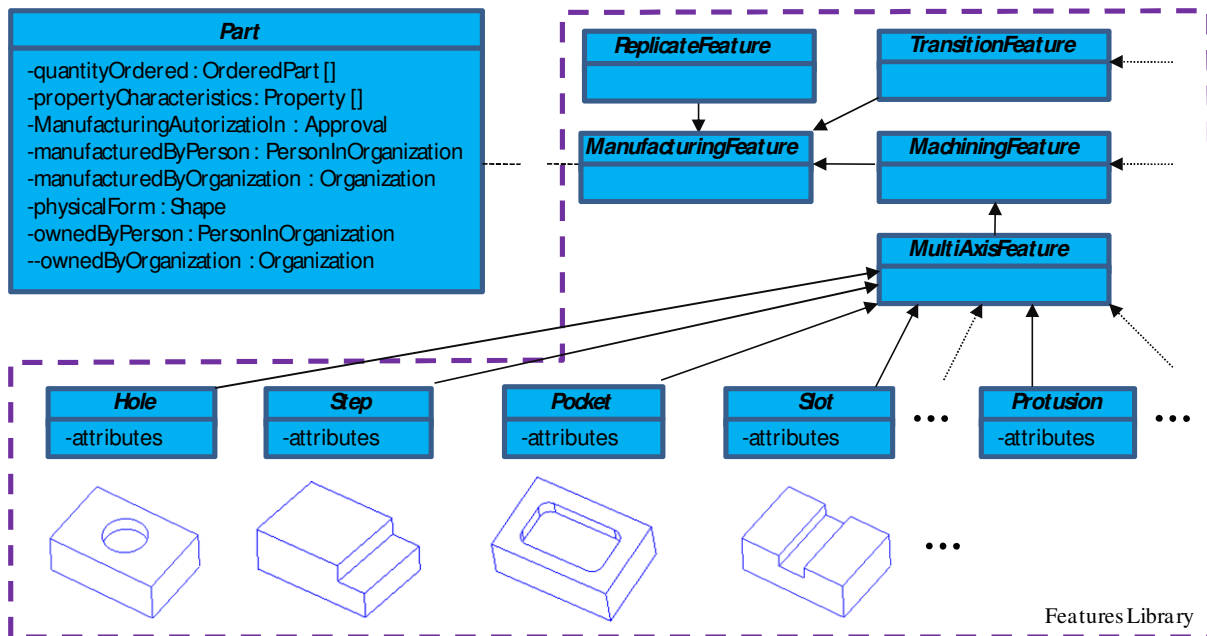 Part
-quantityOrdered : OrderedPart []
-propertyCharacteristics : Property []
-ManufacturingAutorizatioIn : Approval
-manufacturedByPerson : PersonInOrganization
-manufacturedByOrganization : Organization
-physicalForm : Shape
-ownedByPerson : PersonInOrganization
--ownedByOrganization : Organization
ReplicateFeature
TransitionFeature
ManufacturingFeature
MachiningFeature
MultiAxisFeature
Hole
-attributes
Step
-attributes
Pocket
-attributes
Slot
-attributes
...
Protusion
-attributes
...
...
Features Library